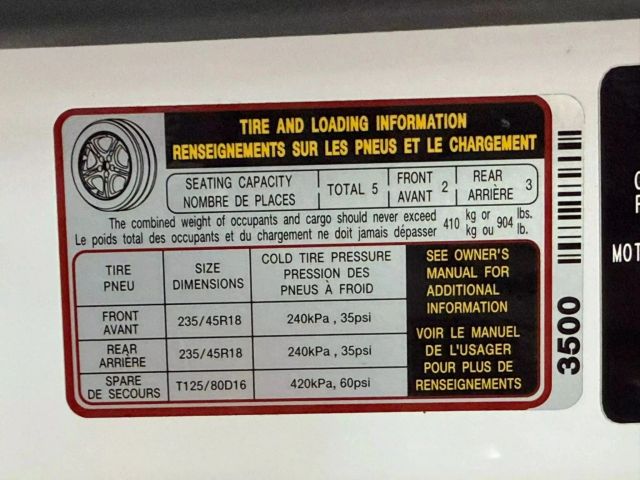 TIRE AND LOADING INFORMATION
RENSEIGNEMENTS SUR LES PNEUS ET LE CHARGEMENT
SEATING CAPACITY
NOMBRE DE PLACES
TOTAL 5
FRONT
AVANT
2
REAR
ARRIÈRE
3
The combined weight of occupants and cargo should never exceed
Le poids total des occupants et du chargement ne doit jamais dépasser
410
kg or
kg ou
904
lbs.
lb.
TIRE
PNEU
SIZE
DIMENSIONS
COLD TIRE PRESSURE
PRESSION DES
PNEUS À FROID
FRONT
AVANT
235/45R18
240kPa , 35psi
REAR
ARRIÈRE
235/45R18
240kPa , 35psi
SPARE
DE SECOURS
T125/80D16
420kPa, 60psi
SEE OWNER'S
MANUAL FOR
ADDITIONAL
INFORMATION
VOIR LE MANUEL
DE L'USAGER
POUR PLUS DE
RENSEIGNEMENTS
3500
MOT